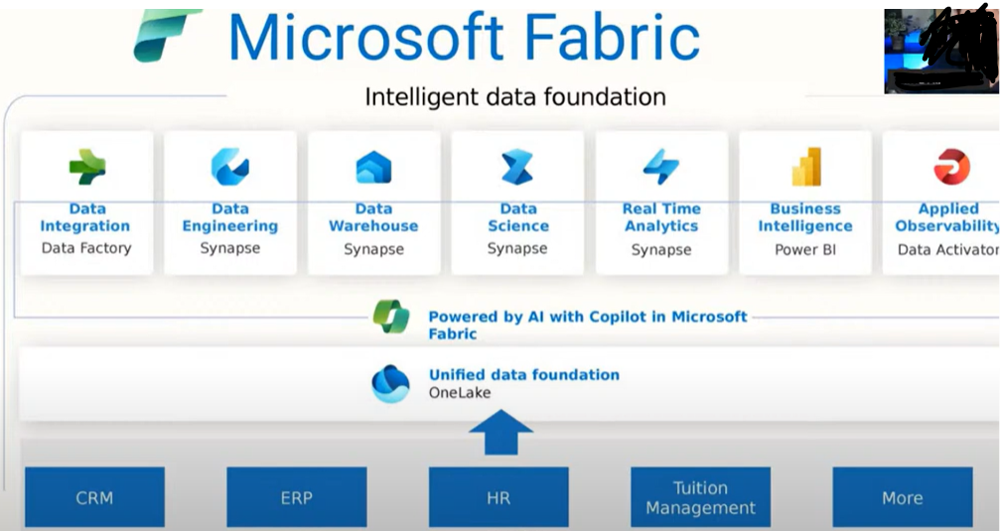 Microsoft Fabric
Intelligent data foundation
Data
Integration
Data Factory
Data
Engineering
Synapse
Data
Warehouse
Synapse
Data
Science
Synapse
Real Time
Analytics
Synapse
Business
Intelligence
Power BI
Applied
Observability
Data Activator
Powered by AI with Copilot in Microsoft
Fabric
Unified data foundation
OneLake
CRM
ERP
HR
Tuition
Management
More